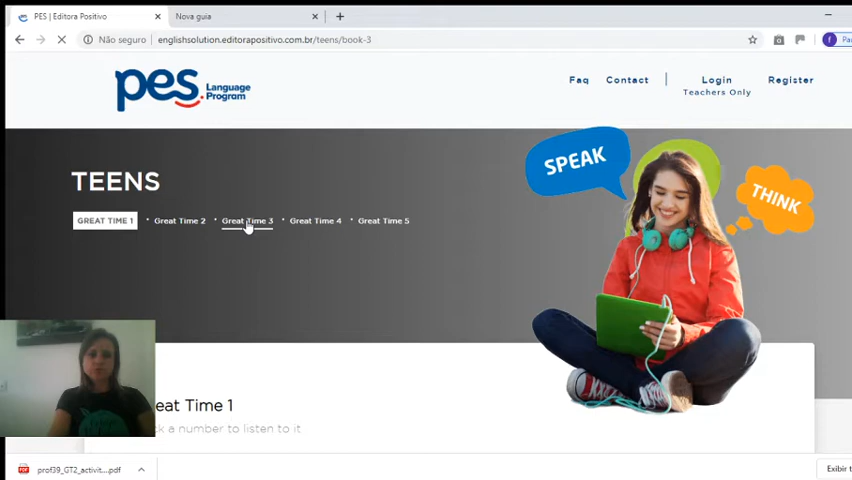 PES | Editora Positivo
Nova guia
Não seguro
englishsolution.editorapositivo.com.br/teens/book-3
pes Language Program
Faq
Contact
Login
Teachers Only
Register
TEENS
GREAT TIME 1
Great Time 2
Great Time 3
Great Time 4
Great Time 5
SPEAK
THINK
eat Time 1
ck a number to listen to it
prof39_GT2_activit....pdf
Exibir t